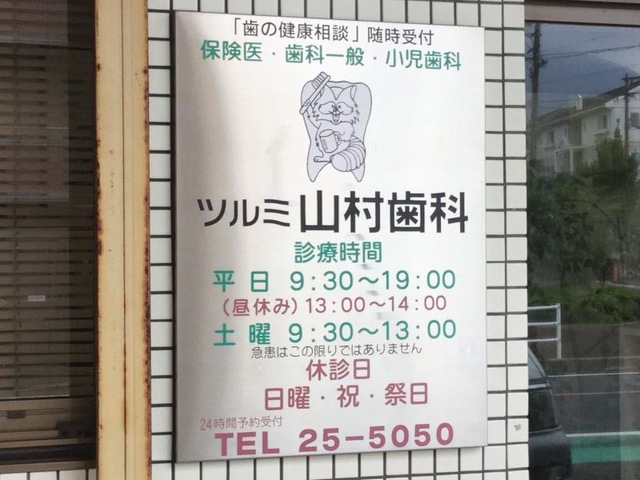 「歯の健康相談」随時受付
保険医・歯科一般・小児歯科
ツルミ山村歯科
診療時間
平日 9:30〜19:00
(昼休み)13:00〜14:00
土曜 9:30〜13:00
急患はこの限りではありません
休診日
日曜・祝・祭日
24時間予約受付
TEL 25-5050